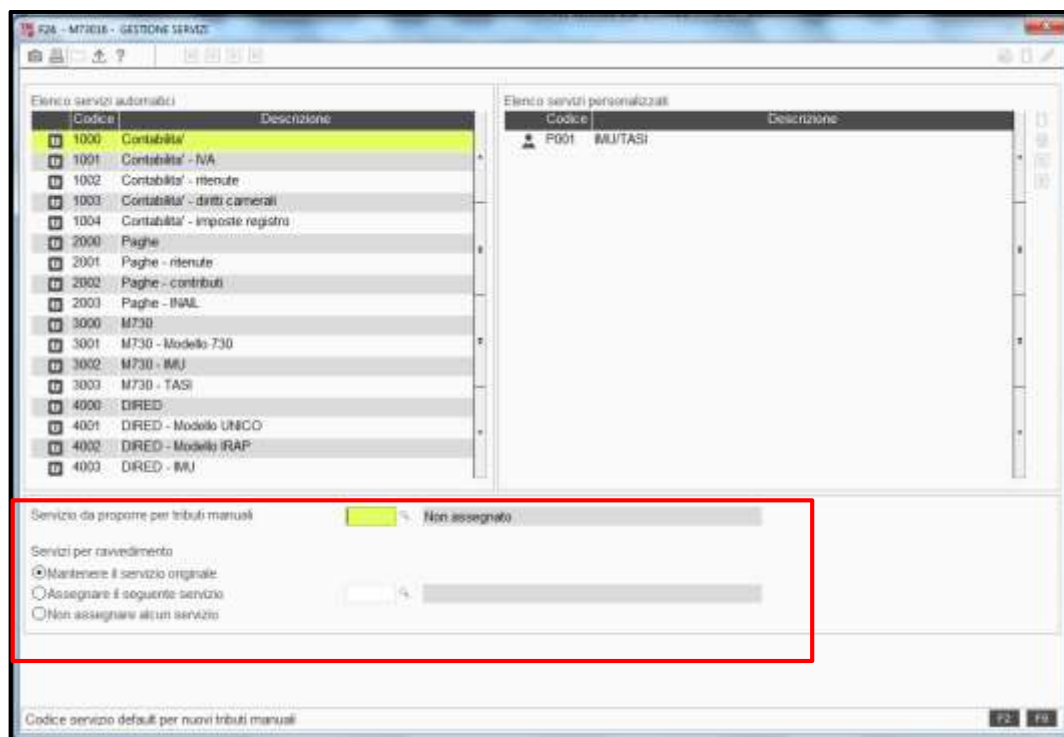 F24 - M73016 - GESTIONE SERVIZI
?
Elenco servizi automatici
Codice Descrizione
1000 Contabilita'
1001 Contabilita' - IVA
1002 Contabilita' - ritenute
1003 Contabilita' - diritti camerali
1004 Contabilita' - imposte registro
2000 Paghe
2001 Paghe - ritenute
2002 Paghe - contributi
2003 Paghe - INAIL
3000 M730
3001 M730 - Modello 730
3002 M730 - IMU
3003 M730 - TASI
4000 DIRED
4001 DIRED - Modello UNICO
4002 DIRED - Modello IRAP
4003 DIRED - IMU
Elenco servizi personalizzati
Codice Descrizione
P001 IMU/TASI
Servizio da proporre per tributi manuali Non assegnato
Servizi per ravvedimento
Mantenere il servizio originale
Assegnare il seguente servizio
Non assegnare alcun servizio
Codice servizio default per nuovi tributi manuali
F2 F9